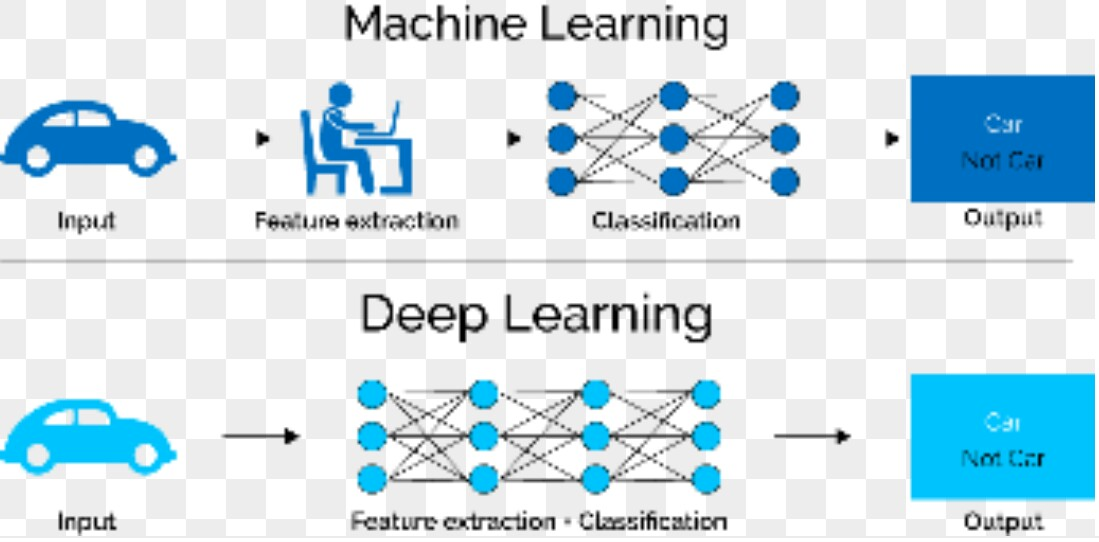 Machine Learning
Car
Not Car
Input
Feature extraction
Classification
Output
Deep Learning
Car
Not Car
Input
Feature extraction + Classification
Output